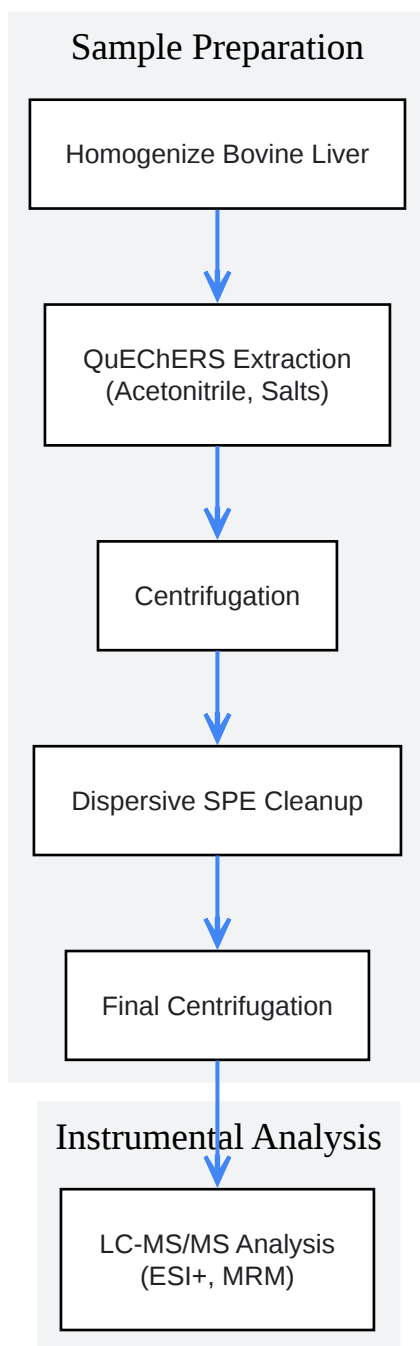 Sample Preparation
Homogenize Bovine Liver
QuEChERS Extraction
(Acetonitrile, Salts)
Centrifugation
Dispersive SPE Cleanup
Final Centrifugation
Instrumental Analysis
LC-MS/MS Analysis
(ESI+, MRM)